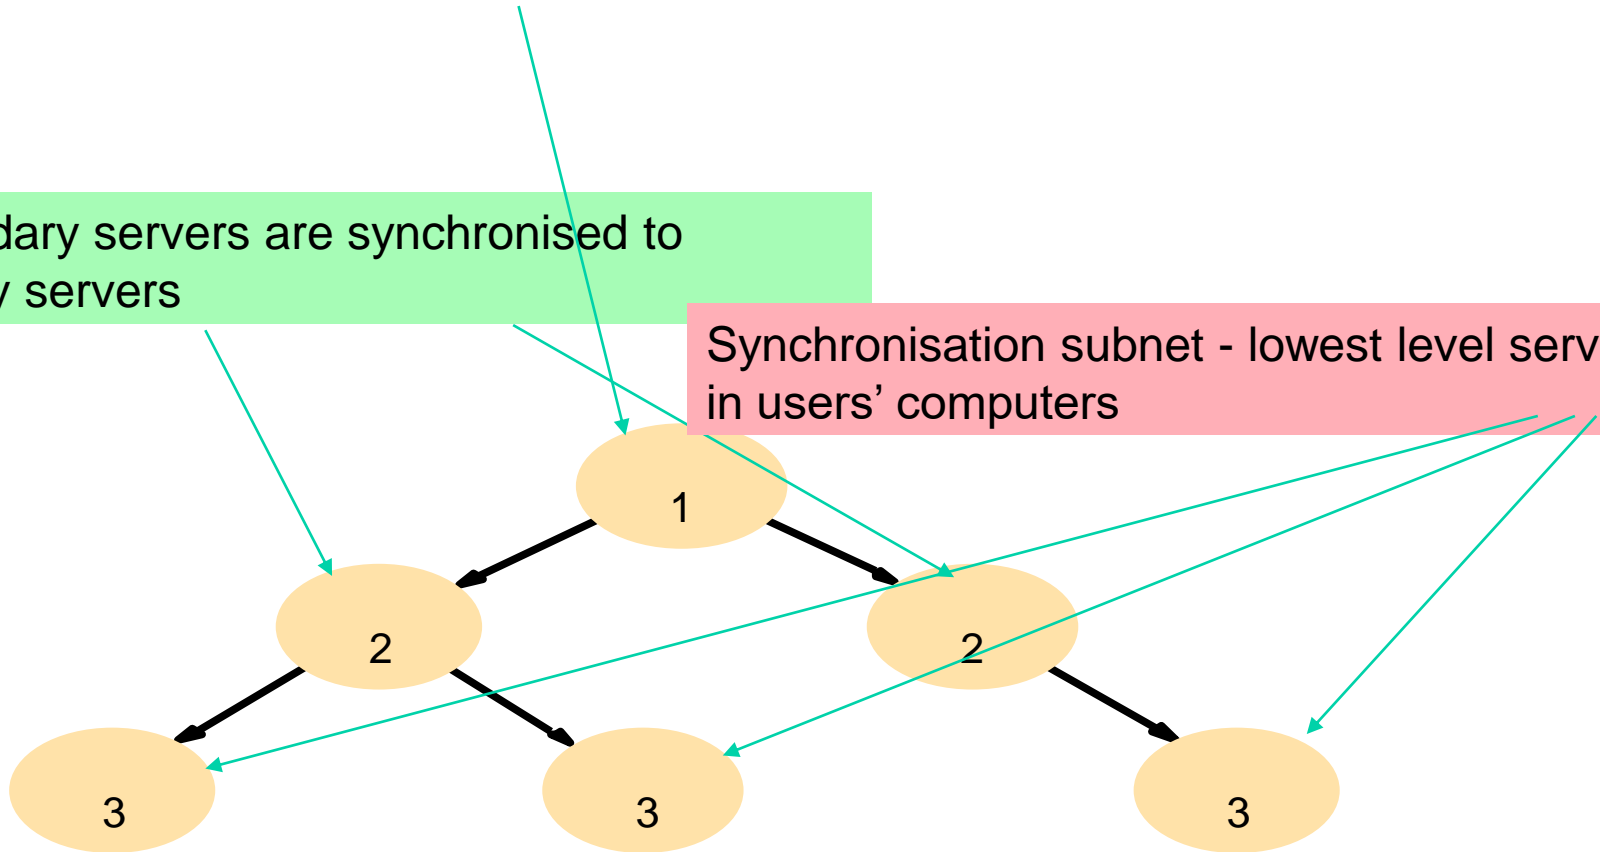 dary servers are synchronised to
y servers
Synchronisation subnet - lowest level serv
in users’ computers
1
2 2
3 3 3